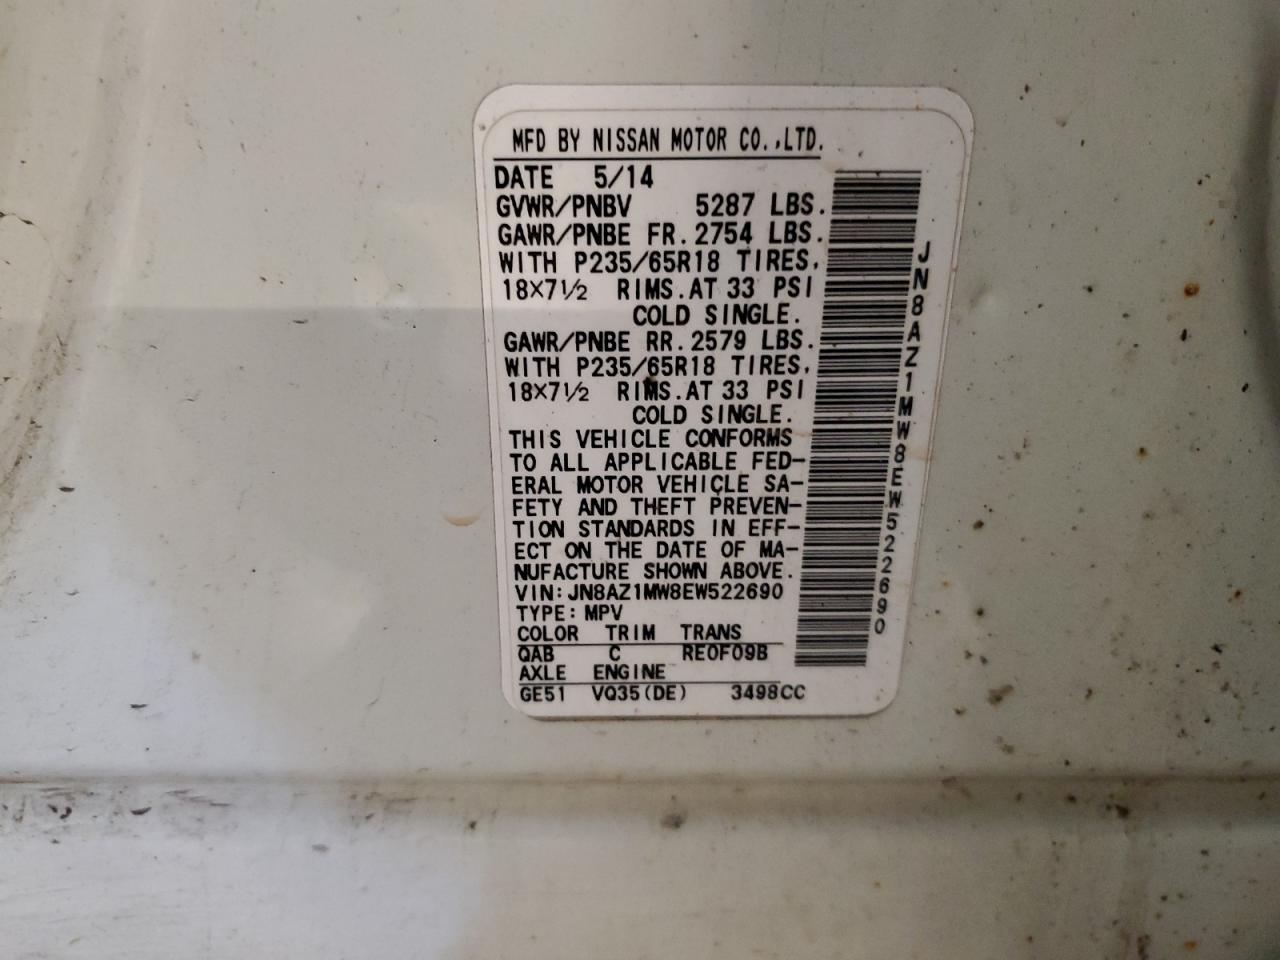 MFD BY NISSAN MOTOR CO.,LTD.
DATE 5/14
GVWR/PNBV 5287 LBS.
GAWR/PNBE FR. 2754 LBS.
WITH P235/65R18 TIRES,
18×7½ RIMS. AT 33 PSI
COLD SINGLE.
GAWR/PNBE RR. 2579 LBS.
WITH P235/65R18 TIRES,
18×7½ RIMS. AT 33 PSI
COLD SINGLE.
THIS VEHICLE CONFORMS
TO ALL APPLICABLE FED-
ERAL MOTOR VEHICLE SA-
FETY AND THEFT PREVEN-
TION STANDARDS IN EFF-
ECT ON THE DATE OF MA-
NUFACTURE SHOWN ABOVE.
VIN: JN8AZ1MW8EW522690
TYPE: MPV
COLOR TRIM TRANS
QAB C RE0F09B
AXLE ENGINE
GE51 VQ35(DE) 3498CC
JN8AZ1MW8EW522690